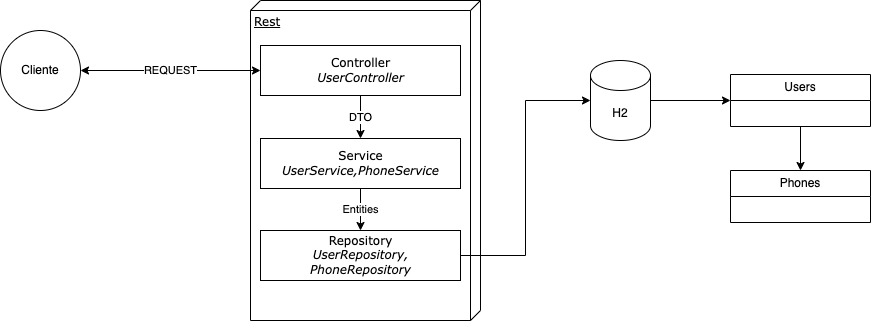 Rest
Cliente
REQUEST
Controller
UserController
DTO
Service
UserService,PhoneService
Entities
Repository
UserRepository,
PhoneRepository
H2
Users
Phones